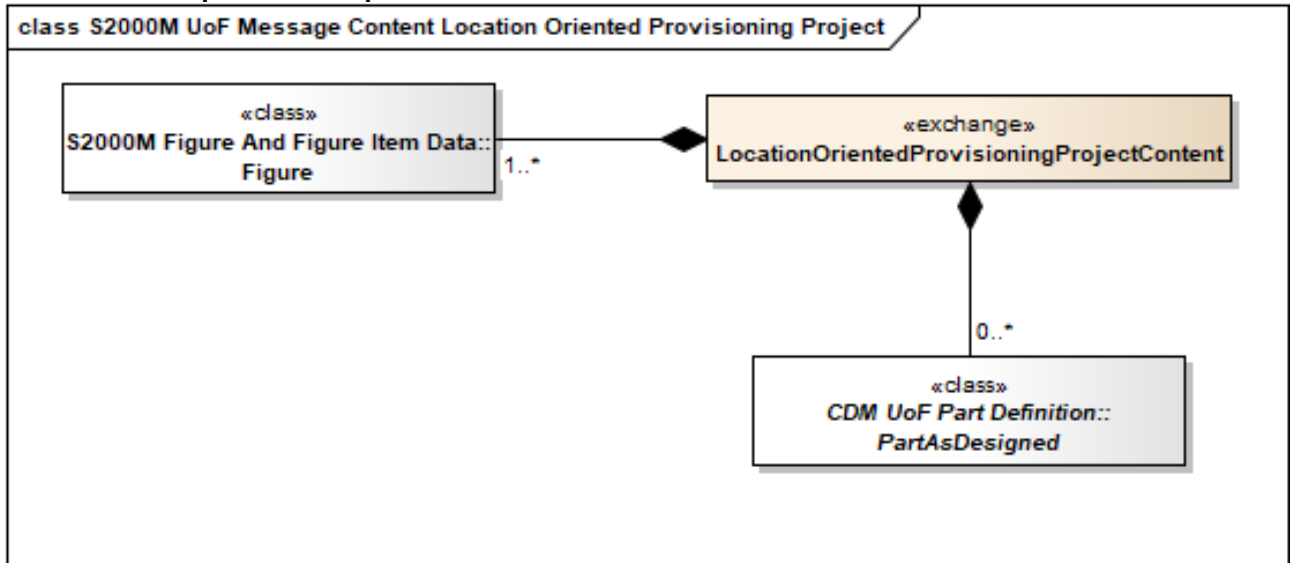 class S2000M UoF Message Content Location Oriented Provisioning Project
«class»
S2000M Figure And Figure Item Data::
Figure
1..*
«exchange»
LocationOrientedProvisioningProjectContent
0..*
«class»
CDM UoF Part Definition::
PartAsDesigned